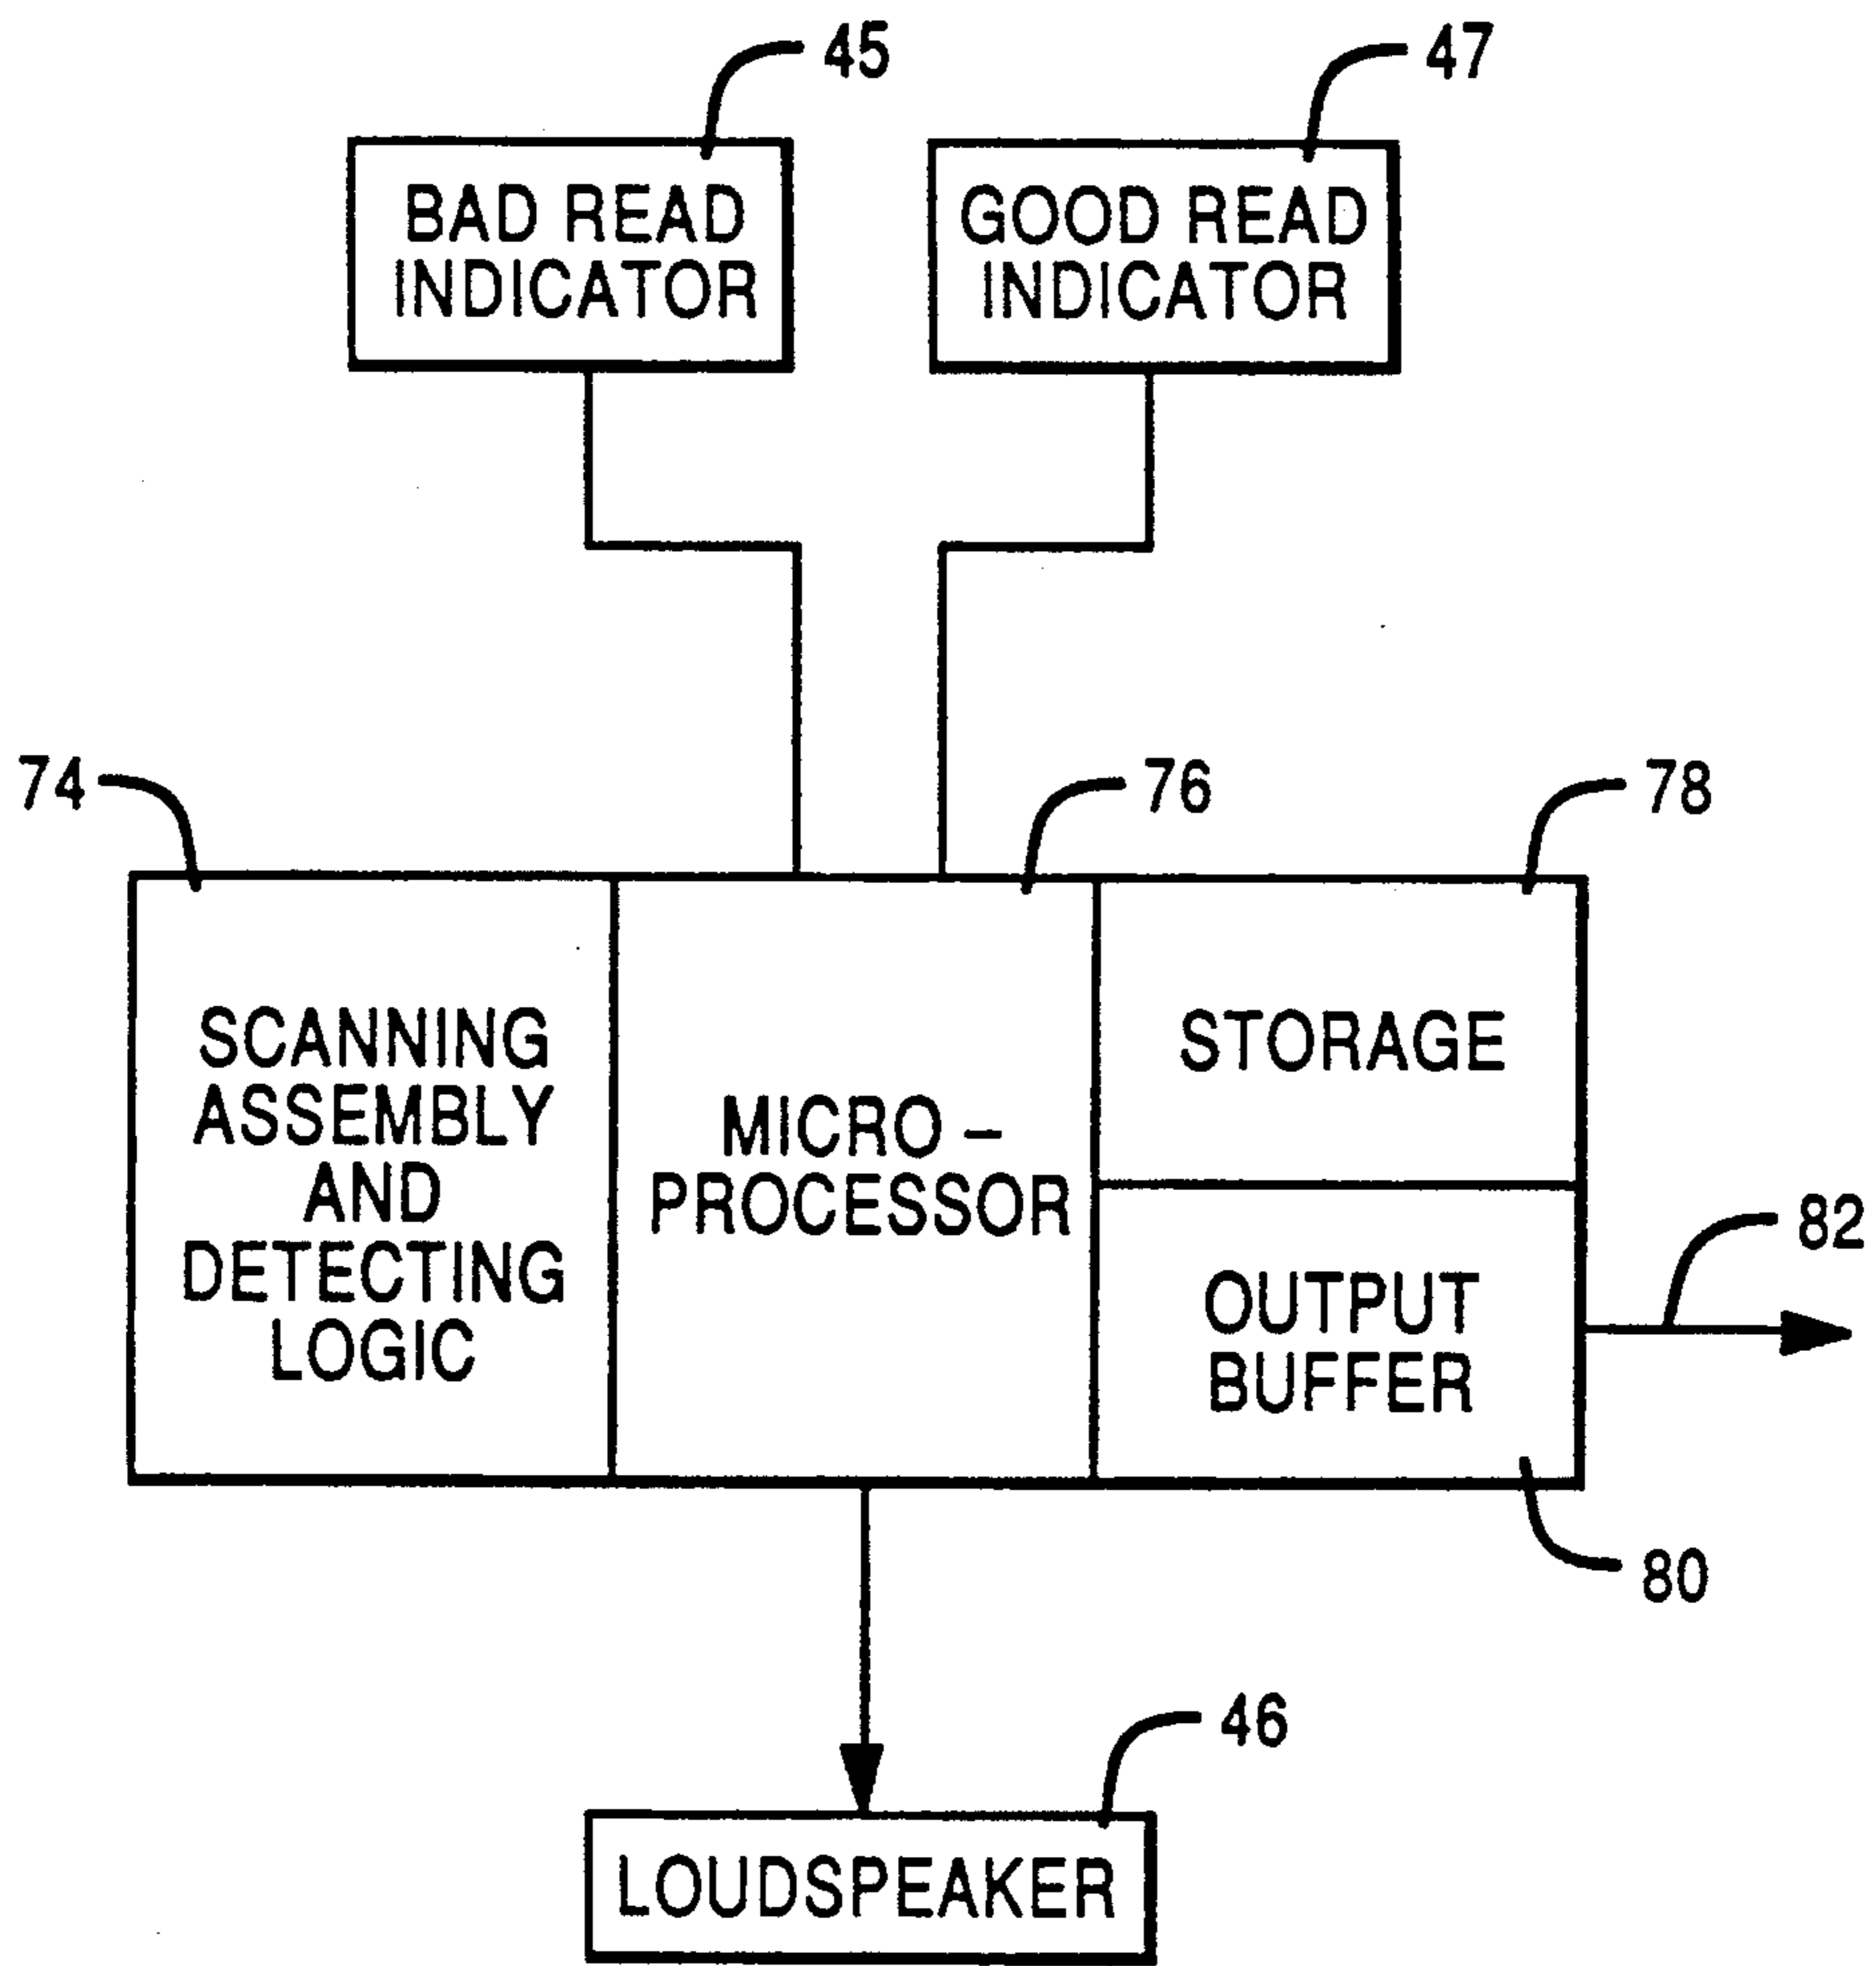 45
47
BAD READ
INDICATOR
GOOD READ
INDICATOR
74
76
78
SCANNING
ASSEMBLY
AND
DETECTING
LOGIC
MICRO-
PROCESSOR
STORAGE
OUTPUT
BUFFER
82
80
46
LOUDSPEAKER